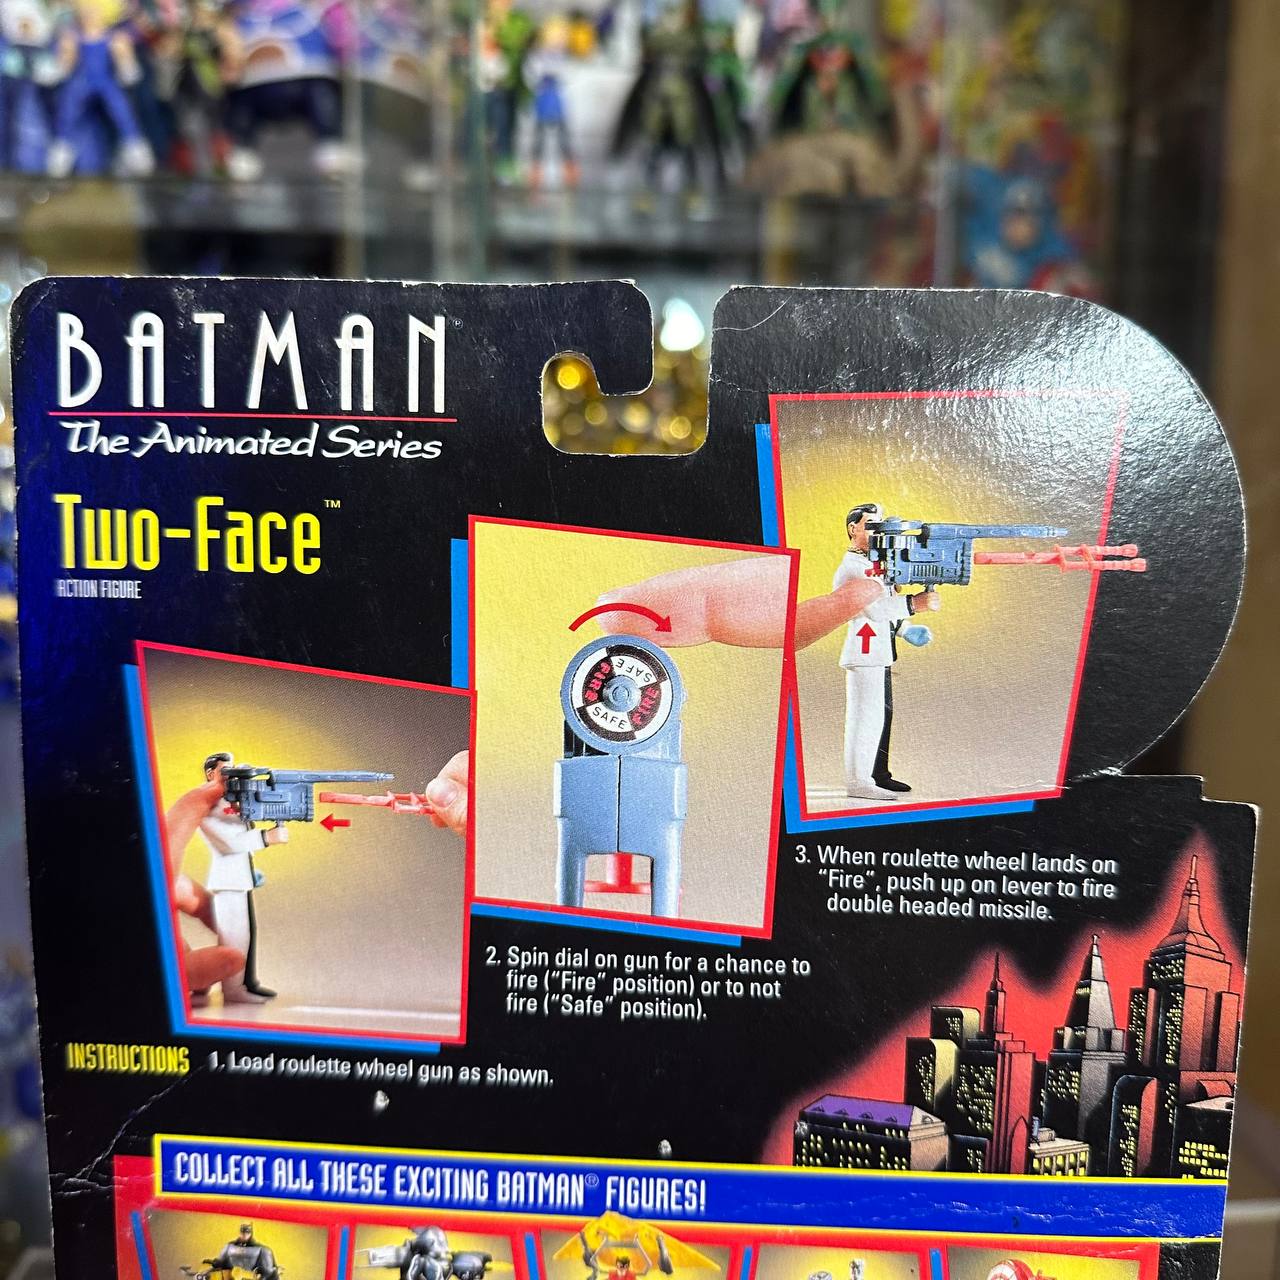 BATMAN®
The Animated Series
Two-Face™
ACTION FIGURE
SAFE
FIRE
SAFE
FIRE
3. When roulette wheel lands on
"Fire", push up on lever to fire
double headed missile.
2. Spin dial on gun for a chance to
fire ("Fire" position) or to not
fire ("Safe" position).
INSTRUCTIONS 1. Load roulette wheel gun as shown.
COLLECT ALL THESE EXCITING BATMAN® FIGURES!